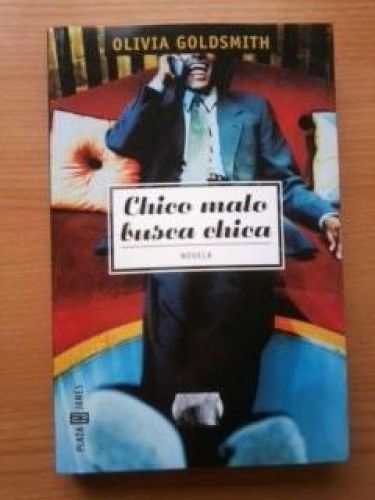 OLIVIA GOLDSMITH
Chico malo
busca chica
NOVELA
PLAZA JANÉS